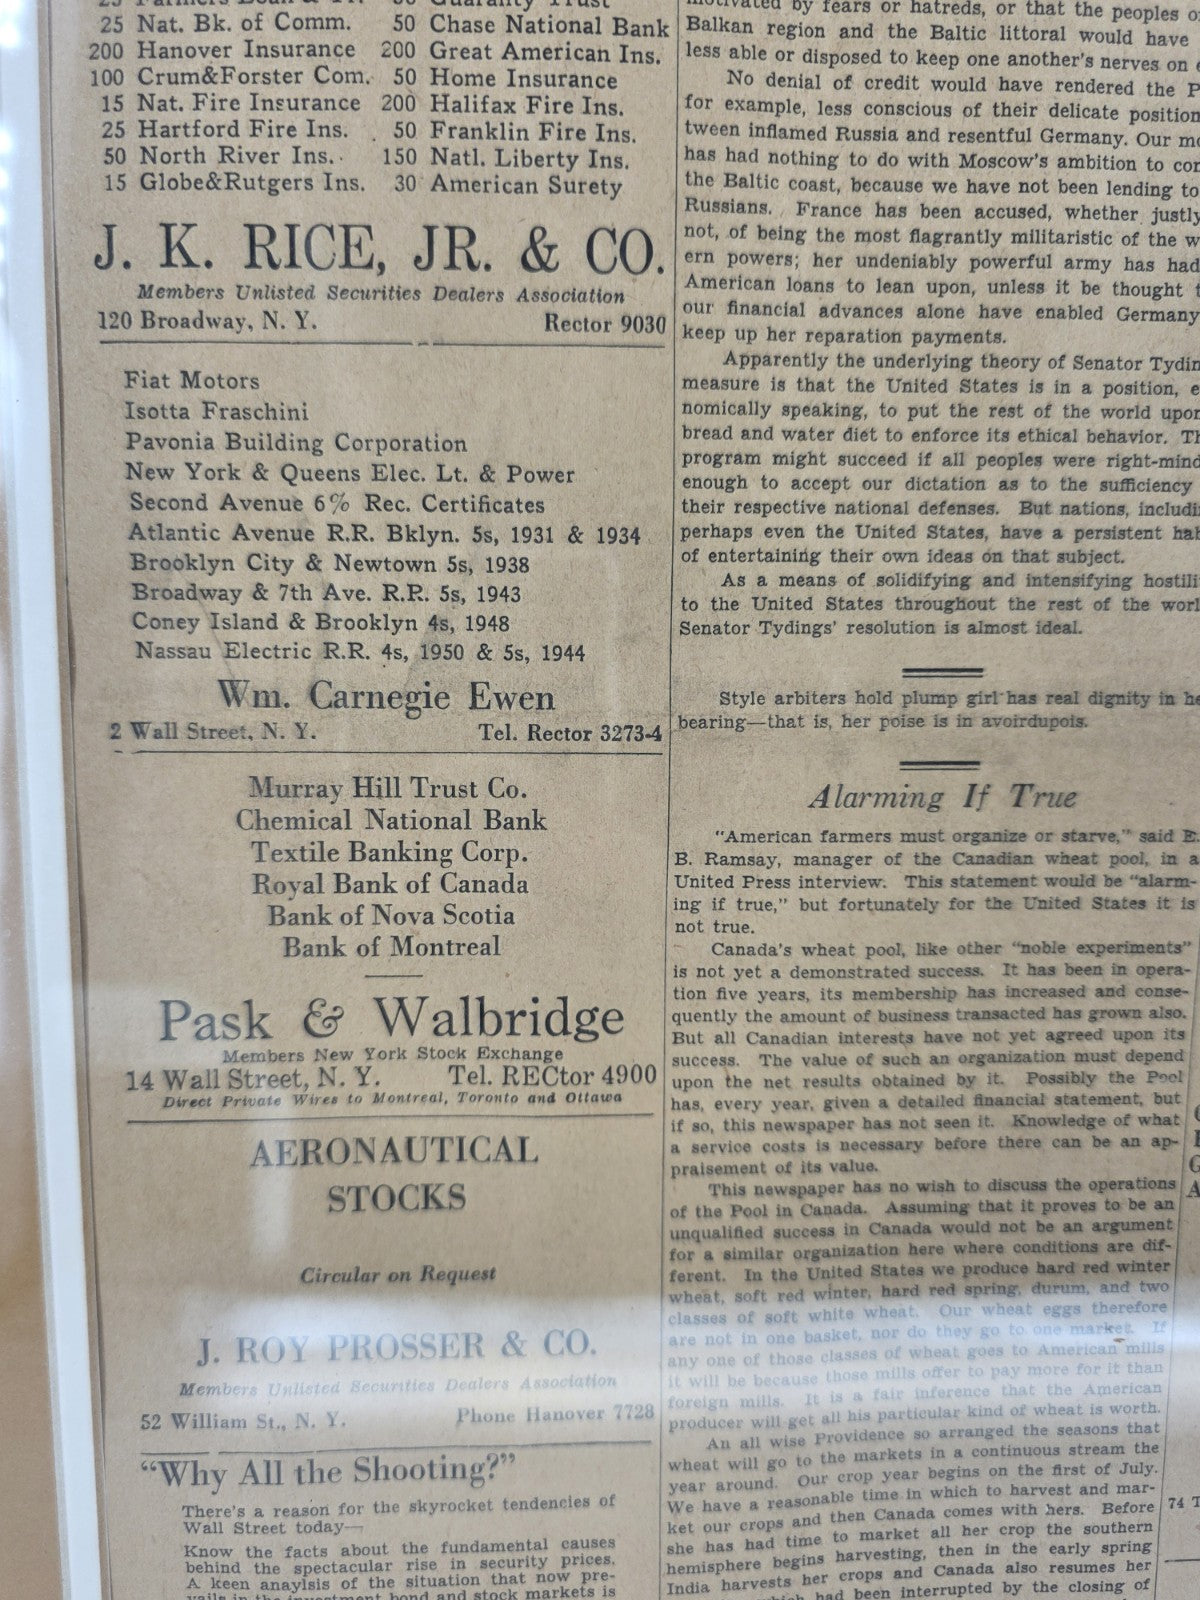 25 Nat. Bk. of Comm.
50 Chase National Bank
200 Hanover Insurance
200 Great American Ins.
100 Crum&Forster Com.
50 Home Insurance
15 Nat. Fire Insurance
200 Halifax Fire Ins.
25 Hartford Fire Ins.
50 Franklin Fire Ins.
50 North River Ins.
150 Natl. Liberty Ins.
15 Globe&Rutgers Ins.
30 American Surety
J. K. RICE, JR. & CO.
Members Unlisted Securities Dealers Association
120 Broadway, N. Y. Rector 9030
Fiat Motors
Isotta Fraschini
Pavonia Building Corporation
New York & Queens Elec. Lt. & Power
Second Avenue 6% Rec. Certificates
Atlantic Avenue R.R. Bklyn. 5s, 1931 & 1934
Brooklyn City & Newtown 5s, 1938
Broadway & 7th Ave. R.R. 5s, 1943
Coney Island & Brooklyn 4s, 1948
Nassau Electric R.R. 4s, 1950 & 5s, 1944
Wm. Carnegie Ewen
2 Wall Street, N. Y. Tel. Rector 3273-4
Murray Hill Trust Co.
Chemical National Bank
Textile Banking Corp.
Royal Bank of Canada
Bank of Nova Scotia
Bank of Montreal
Pask & Walbridge
Members New York Stock Exchange
14 Wall Street, N. Y. Tel. RECtor 4900
Direct Private Wires to Montreal, Toronto and Ottawa
AERONAUTICAL
STOCKS
Circular on Request
J. ROY PROSSER & CO.
Members Unlisted Securities Dealers Association
52 William St., N. Y. Phone Hanover 7728
"Why All the Shooting?"
There's a reason for the skyrocket tendencies of
Wall Street today—
Know the facts about the fundamental causes
behind the spectacular rise in security prices.
A keen anaylsis of the situation that now pre-
vails in the investment bond and stock markets is
motivated by fears or hatreds, or that the peoples
Balkan region and the Baltic littoral would have
less able or disposed to keep one another's nerves on
No denial of credit would have rendered the
for example, less conscious of their delicate position
tween inflamed Russia and resentful Germany. Our
has had nothing to do with Moscow's ambition to
the Baltic coast, because we have not been lending to
Russians. France has been accused, whether justly
not, of being the most flagrantly militaristic of the
ern powers; her undeniably powerful army has had
American loans to lean upon, unless it be thought
our financial advances alone have enabled Germany
keep up her reparation payments.
Apparently the underlying theory of Senator
measure is that the United States is in a position,
nomically speaking, to put the rest of the world upon
bread and water diet to enforce its ethical behavior.
program might succeed if all peoples were right-mind
enough to accept our dictation as to the sufficiency
their respective national defenses. But nations,
perhaps even the United States, have a persistent
of entertaining their own ideas on that subject.
As a means of solidifying and intensifying
to the United States throughout the rest of the
Senator Tydings' resolution is almost ideal.
Style arbiters hold plump girl has real dignity in
bearing—that is, her poise is in avoirdupois.
Alarming If True
"American farmers must organize or starve," said E.
B. Ramsay, manager of the Canadian wheat pool, in a
United Press interview. This statement would be "alarm-
ing if true," but fortunately for the United States it is
not true.
Canada's wheat pool, like other "noble experiments"
is not yet a demonstrated success. It has been in opera-
tion five years, its membership has increased and conse-
quently the amount of business transacted has grown also.
But all Canadian interests have not yet agreed upon its
success. The value of such an organization must depend
upon the net results obtained by it. Possibly the Pool
has, every year, given a detailed financial statement, but
if so, this newspaper has not seen it. Knowledge of what
a service costs is necessary before there can be an ap-
praisement of its value.
This newspaper has no wish to discuss the operations
of the Pool in Canada. Assuming that it proves to be an
unqualified success in Canada would not be an argument
for a similar organization here where conditions are dif-
ferent. In the United States we produce hard red winter
wheat, soft red winter, hard red spring, durum, and two
classes of soft white wheat. Our wheat eggs therefore
are not in one basket, nor do they go to one market. If
any one of those classes of wheat goes to American mills
it will be because those mills offer to pay more for it than
foreign mills. It is a fair inference that the American
producer will get all his particular kind of wheat is worth.
An all wise Providence so arranged the seasons that
wheat will go to the markets in a continuous stream the
year around. Our crop year begins on the first of July.
We have a reasonable time in which to harvest and mar-
ket our crops and then Canada comes with hers. Before
she has had time to market all her crop the southern
hemisphere begins harvesting, then in the early spring
India harvests her crops and Canada also resumes her
had been interrupted by the closing of
74